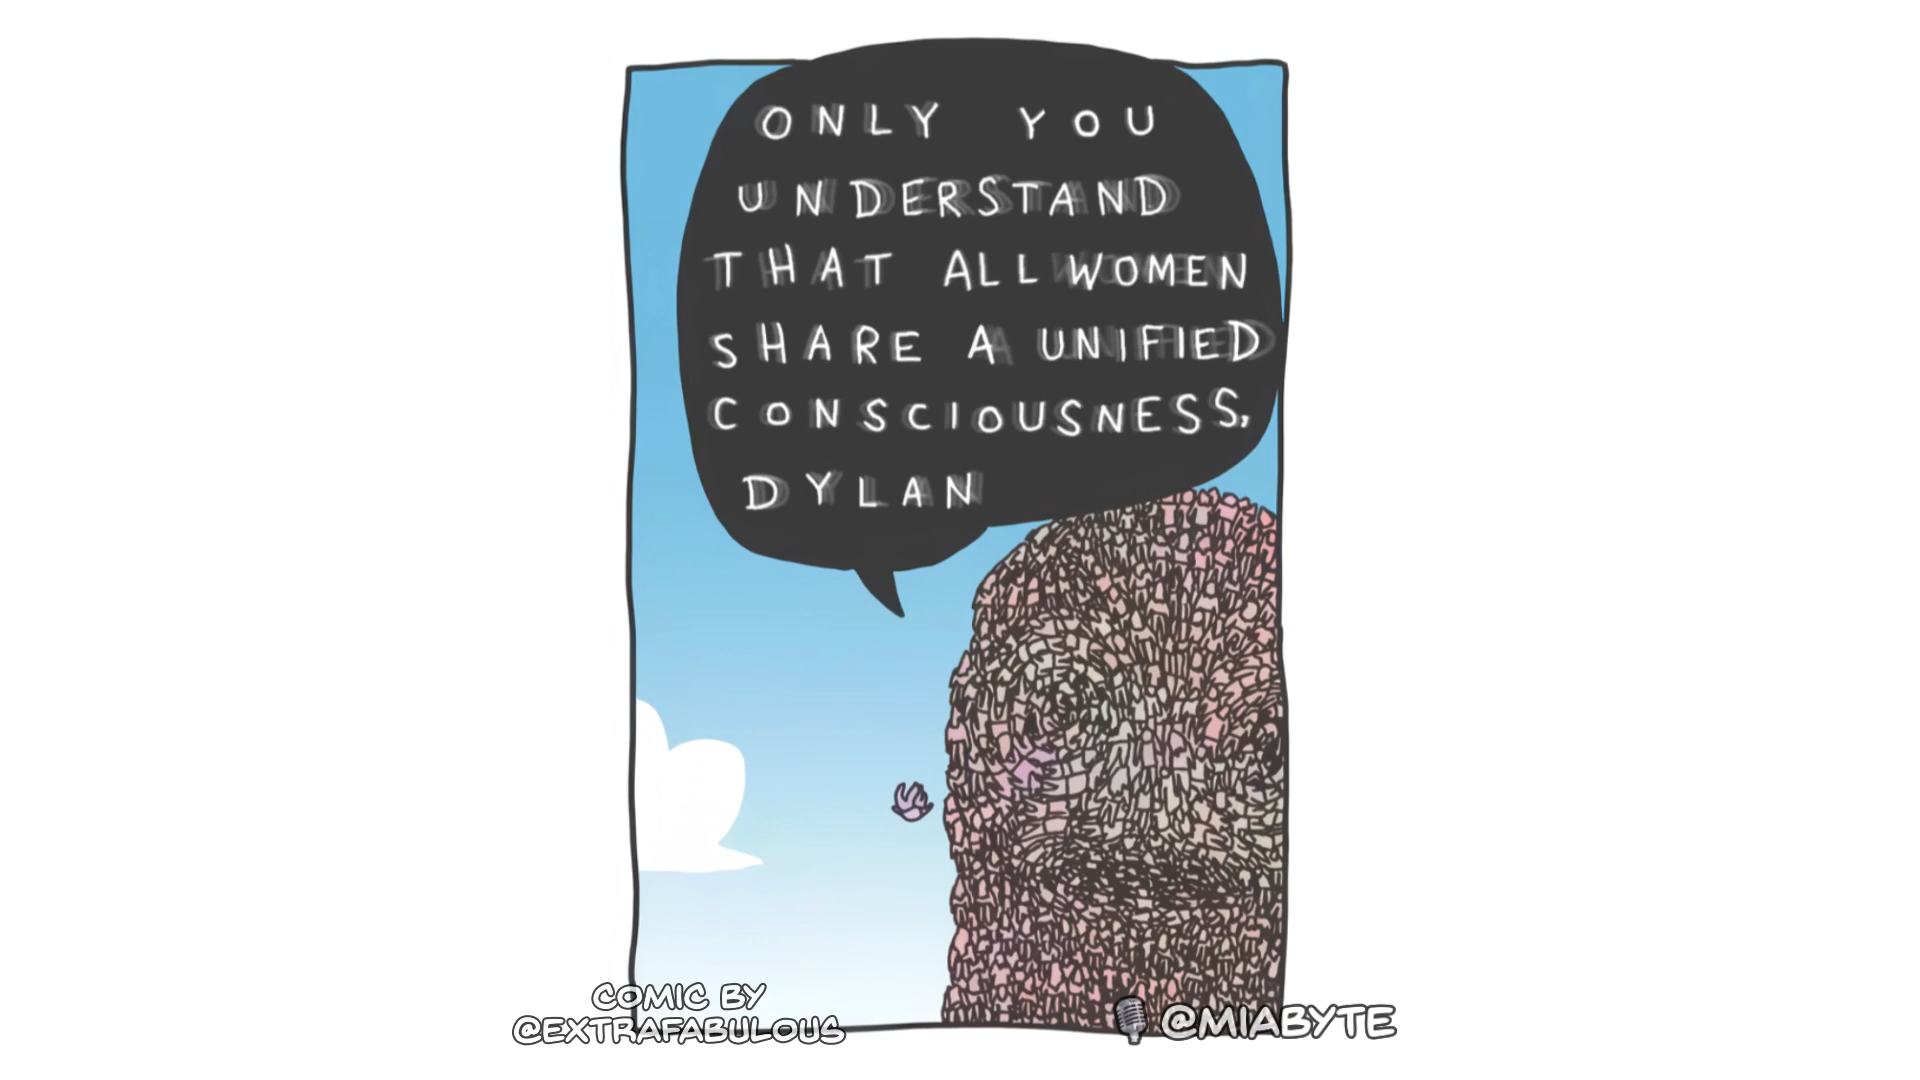 ONLY YOU
UNDERSTAND
THAT ALL WOMEN
SHARE A UNIFIED
CONSCIOUSNESS,
DYLAN
COMIC BY
@EXTRAFABULOUS
@MIABYTE